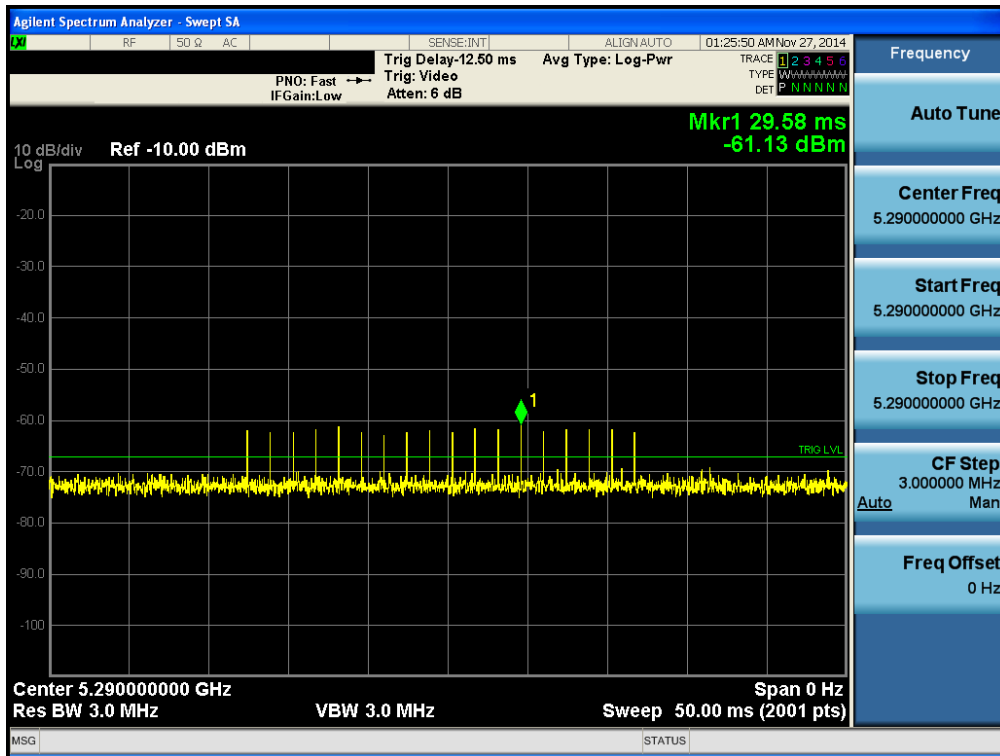 Agilent Spectrum Analyzer - Swept SA
LXI RF 50 Ω AC SENSE:INT ALIGN AUTO 01:25:50 AM Nov 27, 2014
Trig Delay-12.50 ms Avg Type: Log-Pwr TRACE 1 2 3 4 5 6
PNO: Fast Trig: Video TYPE
IFGain:Low Atten: 6 dB DET P N N N N N
Mkr1 29.58 ms
-61.13 dBm
10 dB/div Ref -10.00 dBm
Log
-20.0
-30.0
-40.0
-50.0
1
-60.0
TRIG LVL
-70.0
-80.0
-90.0
-100
Center 5.290000000 GHz Span 0 Hz
Res BW 3.0 MHz VBW 3.0 MHz Sweep 50.00 ms (2001 pts)
MSG STATUS
Frequency
Auto Tune
Center Freq
5.290000000 GHz
Start Freq
5.290000000 GHz
Stop Freq
5.290000000 GHz
CF Step
3.000000 MHz
Auto Man
Freq Offset
0 Hz